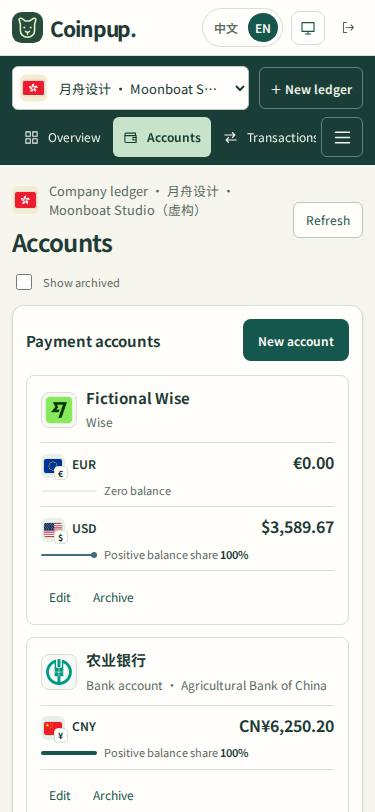 Coinpup.
中文
EN
月舟设计 · Moonboat S…
+ New ledger
Overview
Accounts
Transactions
Company ledger · 月舟设计 ·
Moonboat Studio（虚构）
Refresh
Accounts
Show archived
Payment accounts
New account
Fictional Wise
Wise
EUR
€0.00
€
Zero balance
USD
$3,589.67
$
Positive balance share 100%
Edit
Archive
农业银行
Bank account · Agricultural Bank of China
CNY
CN¥6,250.20
¥
Positive balance share 100%
Edit
Archive